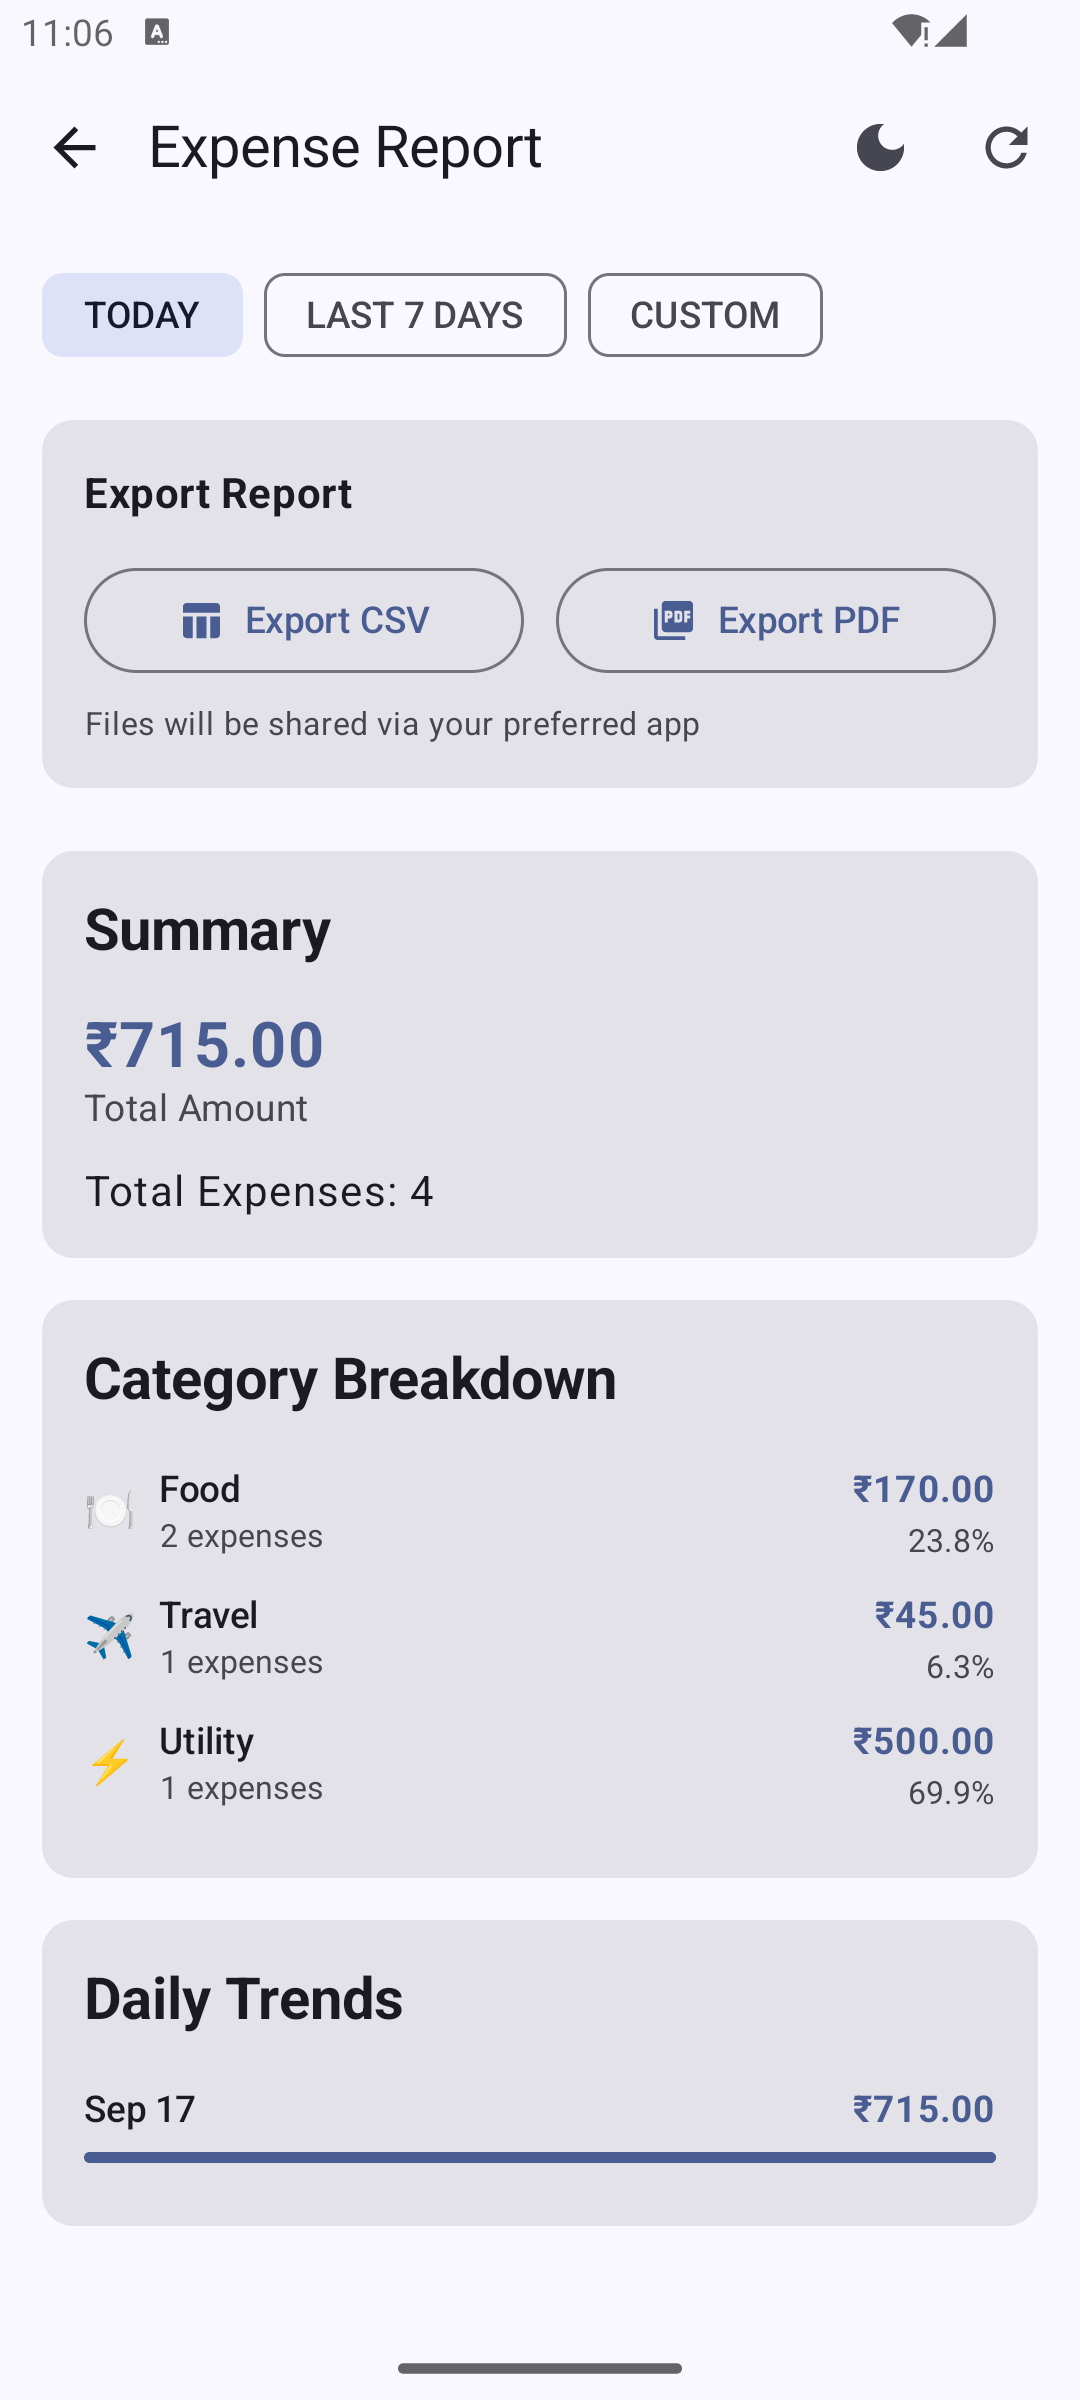 11:06
A
Expense Report
TODAY
LAST 7 DAYS
CUSTOM
Export Report
Export CSV
PDF
Export PDF
Files will be shared via your preferred app
Summary
₹715.00
Total Amount
Total Expenses: 4
Category Breakdown
Food
₹170.00
2 expenses
23.8%
Travel
₹45.00
1 expenses
6.3%
Utility
₹500.00
1 expenses
69.9%
Daily Trends
Sep 17
₹715.00